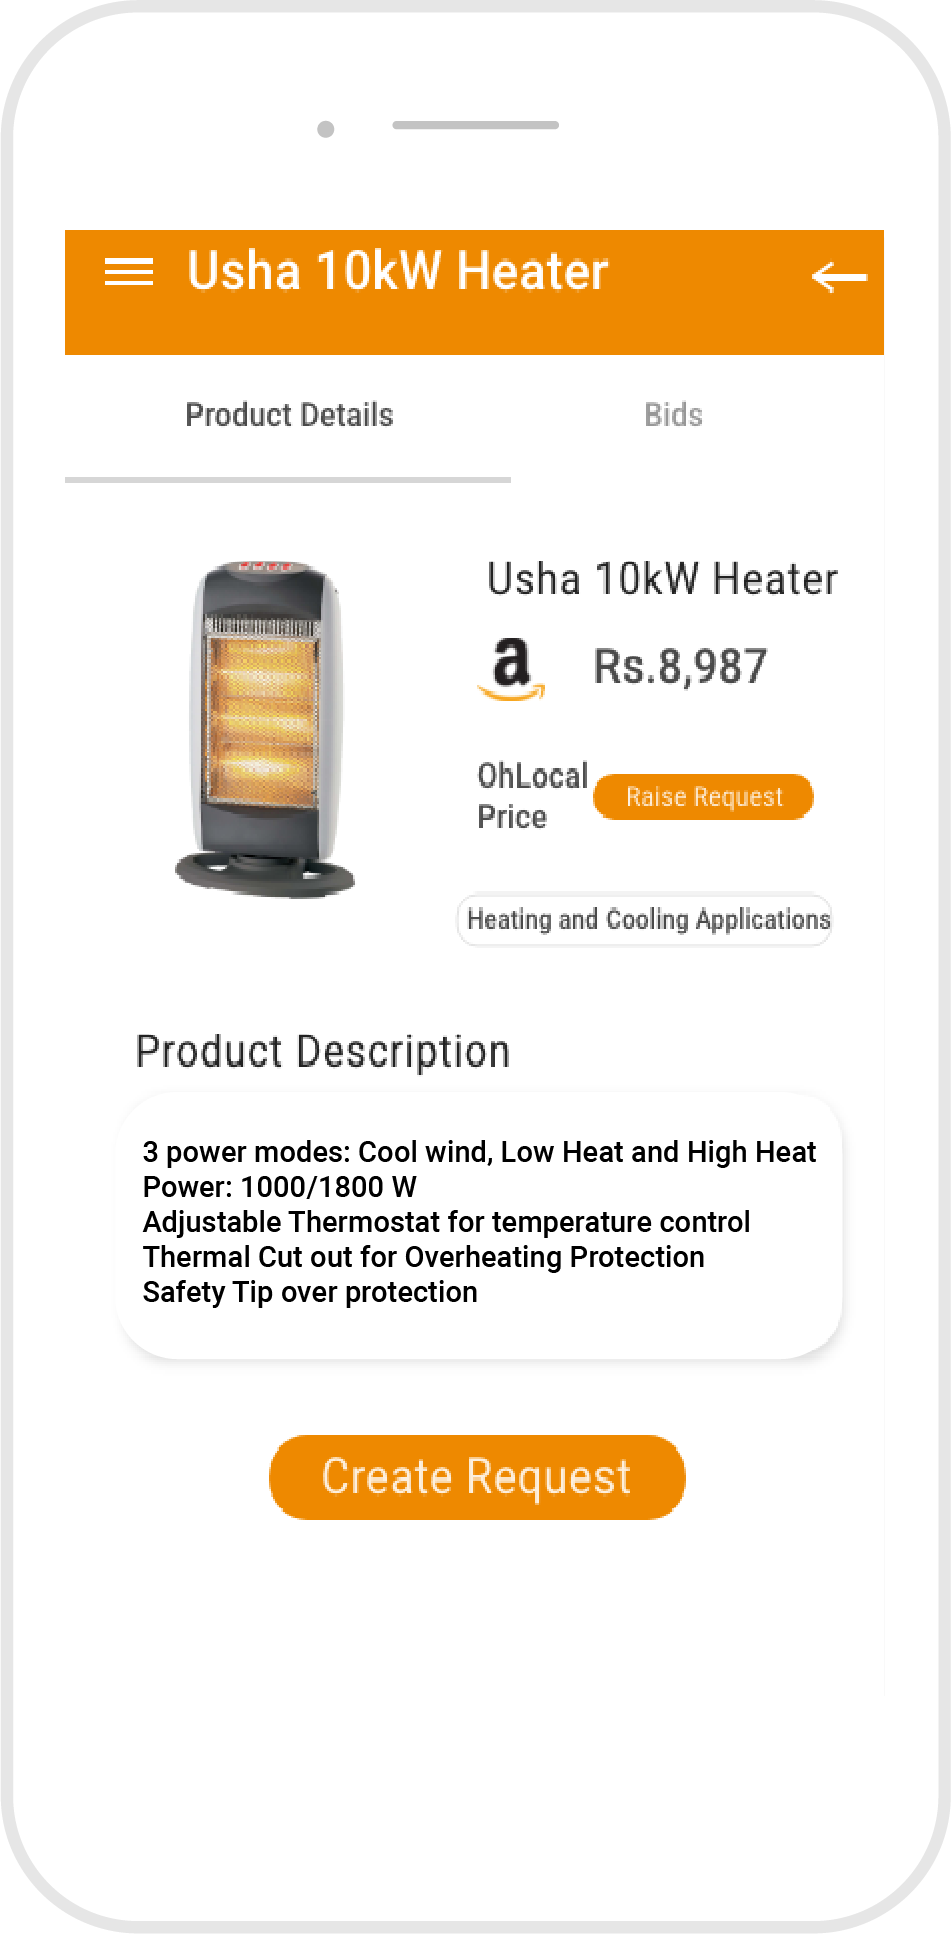 Usha 10kW Heater
Product Details
Bids
Usha 10kW Heater
a
Rs.8,987
OhLocal
Price
Raise Request
Heating and Cooling Applications
Product Description
3 power modes: Cool wind, Low Heat and High Heat
Power: 1000/1800 W
Adjustable Thermostat for temperature control
Thermal Cut out for Overheating Protection
Safety Tip over protection
Create Request